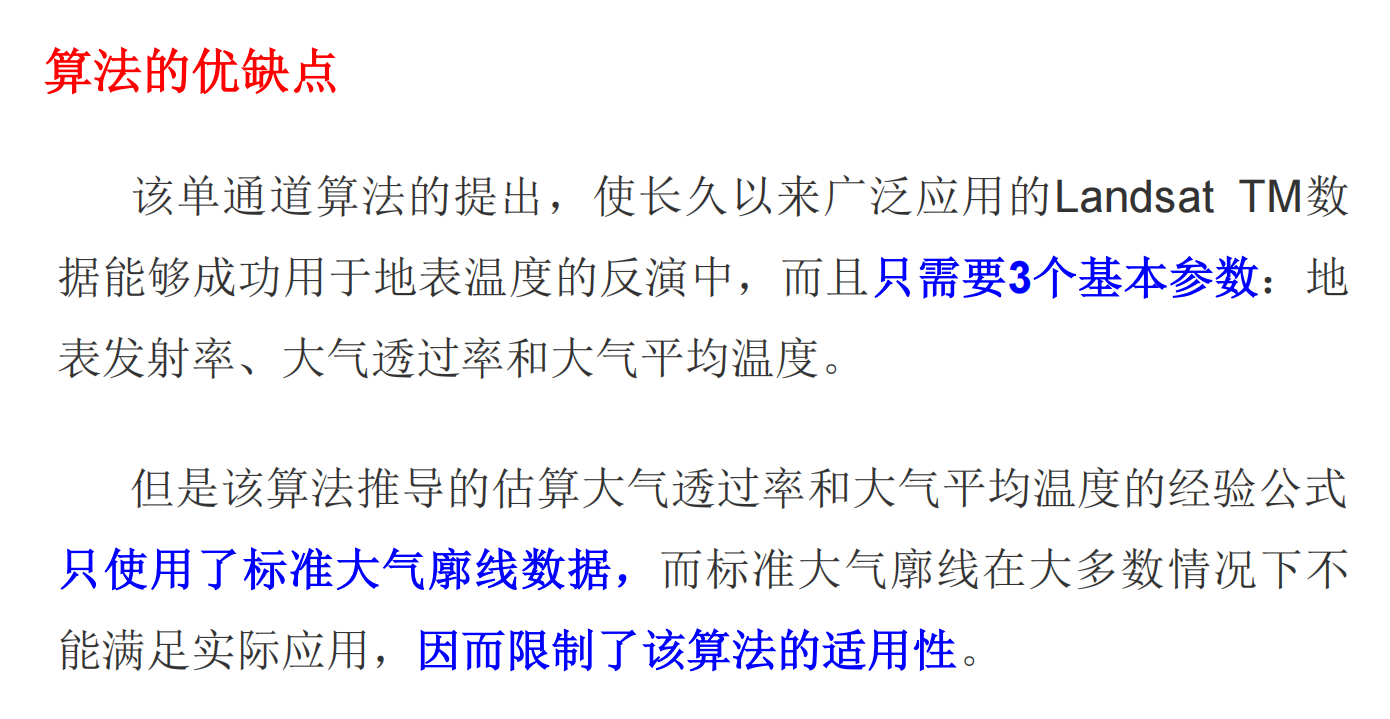 算法的优缺点
该单通道算法的提出，使长久以来广泛应用的Landsat TM数
据能够成功用于地表温度的反演中，而且只需要3个基本参数：地
表发射率、大气透过率和大气平均温度。
但是该算法推导的估算大气透过率和大气平均温度的经验公式
只使用了标准大气廓线数据，而标准大气廓线在大多数情况下不
能满足实际应用，因而限制了该算法的适用性。